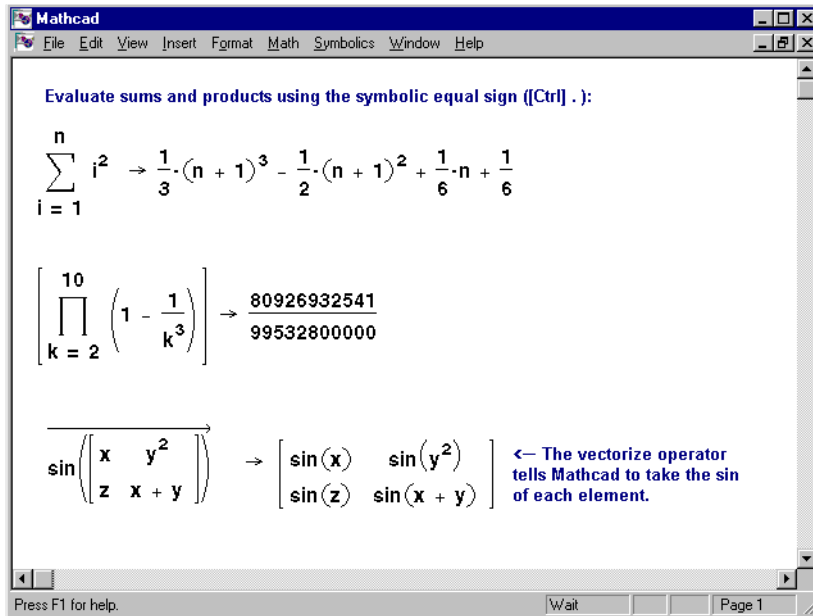 Mathcad
File Edit View Insert Format Math Symbolics Window Help
Evaluate sums and products using the symbolic equal sign ([Ctrl] . ):
n
∑ i² → 1/3·(n + 1)³ − 1/2·(n + 1)² + 1/6·n + 1/6
i = 1
10
[∏ (1 − 1/k³)] → 80926932541/99532800000
k = 2
sin([x y² → [sin(x) sin(y²) <– The vectorize operator
z x + y]) sin(z) sin(x + y)] tells Mathcad to take the sin
of each element.
Press F1 for help. Wait Page 1